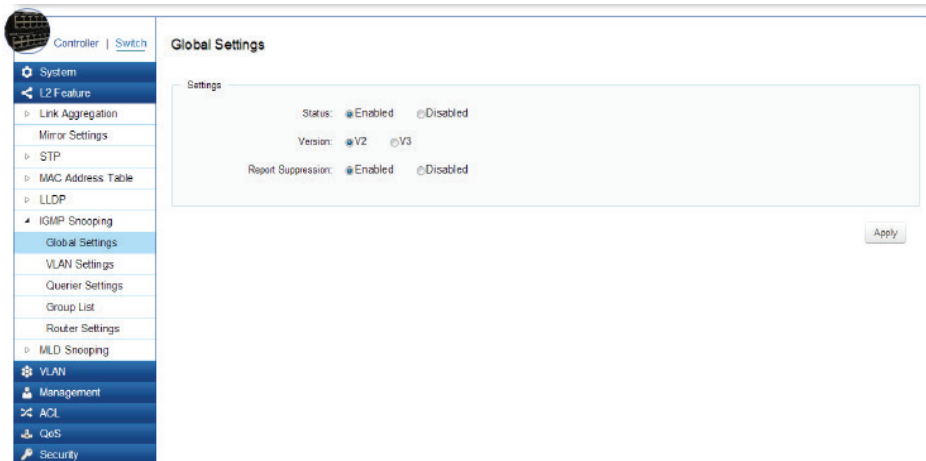 Controller | Switch
System
L2 Feature
Link Aggregation
Mirror Settings
STP
MAC Address Table
LLDP
IGMP Snooping
Global Settings
VLAN Settings
Querier Settings
Group List
Router Settings
MLD Snooping
VLAN
Management
ACL
QoS
Security
Global Settings
Settings
Status: Enabled Disabled
Version: V2 V3
Report Suppression: Enabled Disabled
Apply